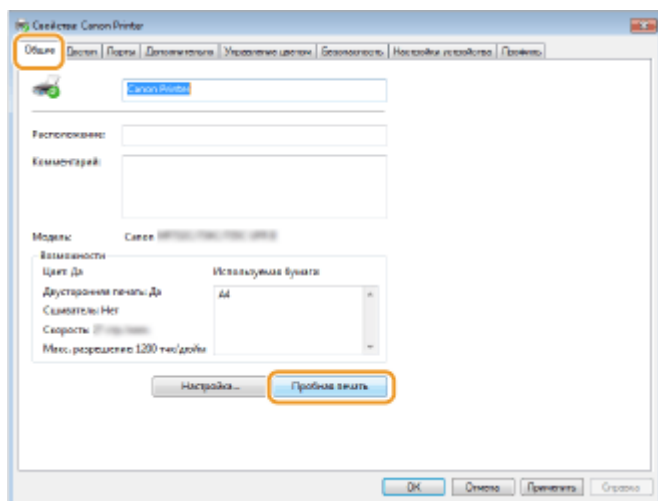 Свойства: Canon Printer
Общие Доступ Порты Дополнительно Управление цветом Безопасность Настройки устройства Профиль
Canon Printer
Расположение:
Комментарий:
Модель: Canon
Возможности
Цвет: Да
Используемая бумага
Двусторонняя печать: Да
A4
Сшиватель: Нет
Скорость:
Макс. разрешение: 1200 тчк/дюйм
Настройка...
Пробная печать
OK Отмена Применить Справка